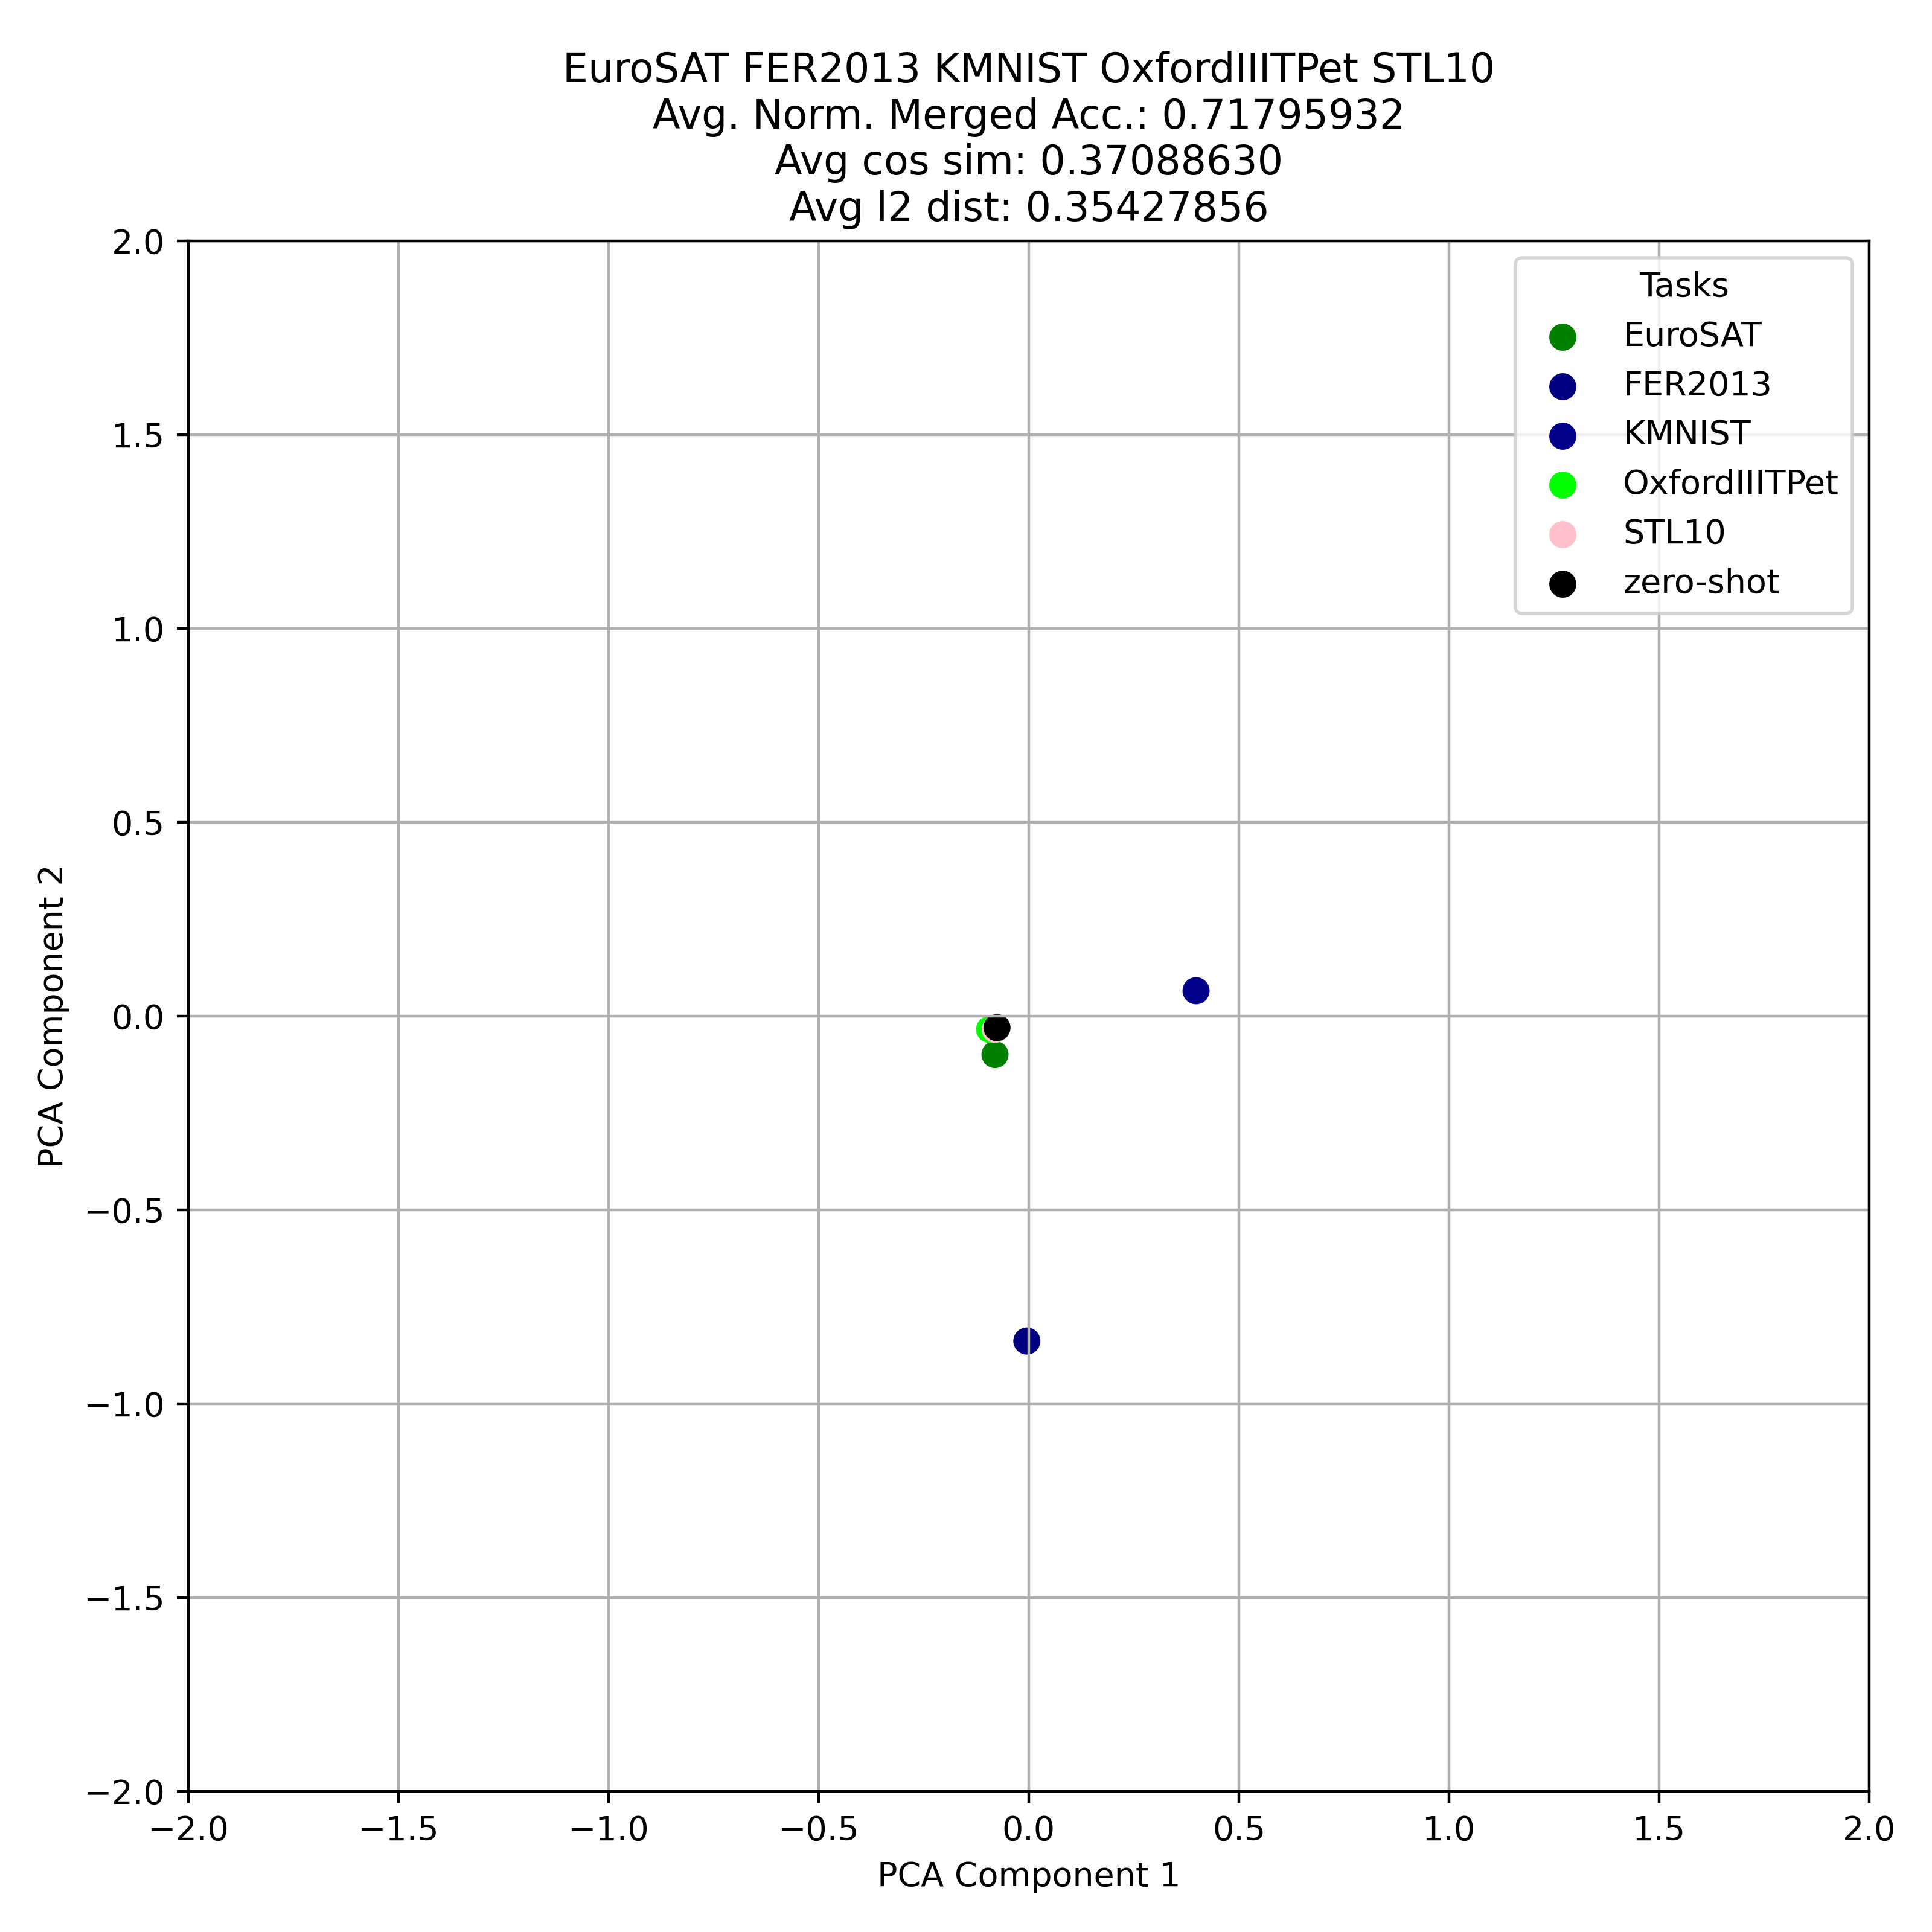 EuroSAT FER2013 KMNIST OxfordIIITPet STL10
Avg. Norm. Merged Acc.: 0.71795932
Avg cos sim: 0.37088630
Avg l2 dist: 0.35427856
Tasks
EuroSAT
FER2013
KMNIST
OxfordIIITPet
STL10
zero-shot
2.0
1.5
1.0
0.5
0.0
−0.5
−1.0
−1.5
−2.0
PCA Component 2
−2.0 −1.5 −1.0 −0.5 0.0 0.5 1.0 1.5 2.0
PCA Component 1